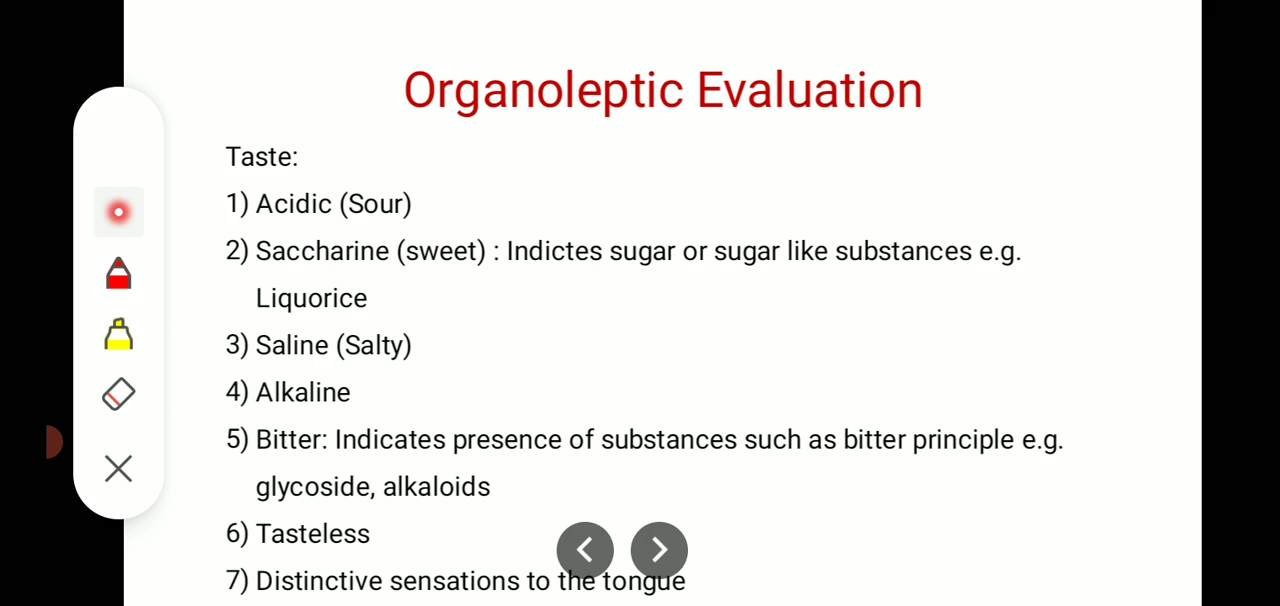 Organoleptic Evaluation
Taste:
1) Acidic (Sour)
2) Saccharine (sweet) : Indictes sugar or sugar like substances e.g.
Liquorice
3) Saline (Salty)
4) Alkaline
5) Bitter: Indicates presence of substances such as bitter principle e.g.
glycoside, alkaloids
6) Tasteless
7) Distinctive sensations to the tongue